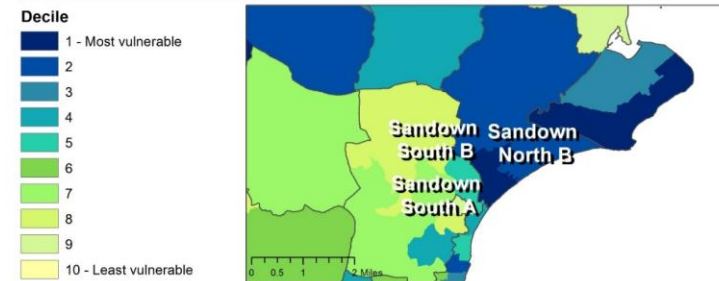 Decile
1 - Most vulnerable
2
3
4
5
6
7
8
9
10 - Least vulnerable
Sandown
South B
Sandown
North B
Sandown
South A
0 0.5 1 2 Miles